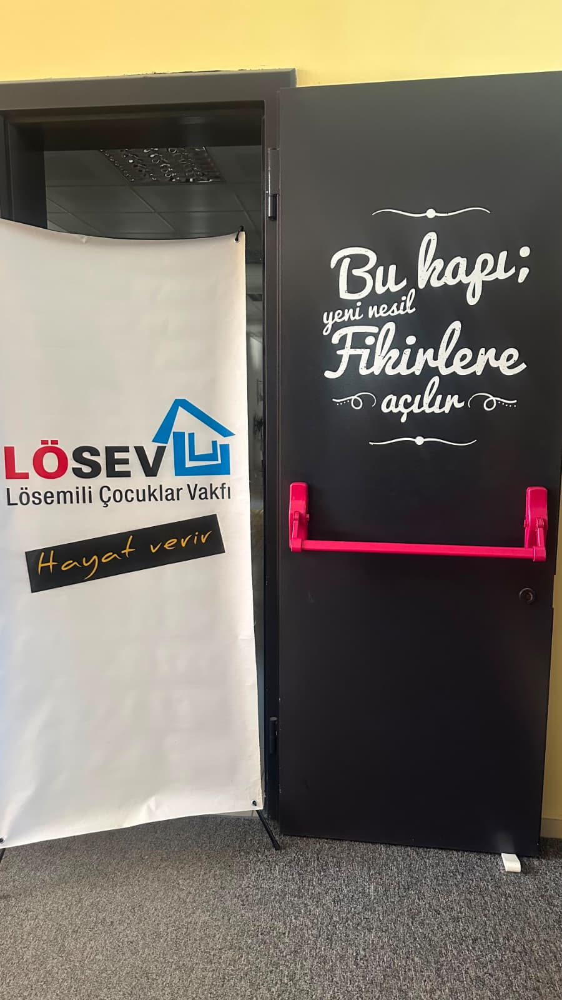 LÖSEV
Lösemili Çocuklar Vakfı
Hayat verir
Bu kapı;
yeni nesil
Fikirlere
açılır